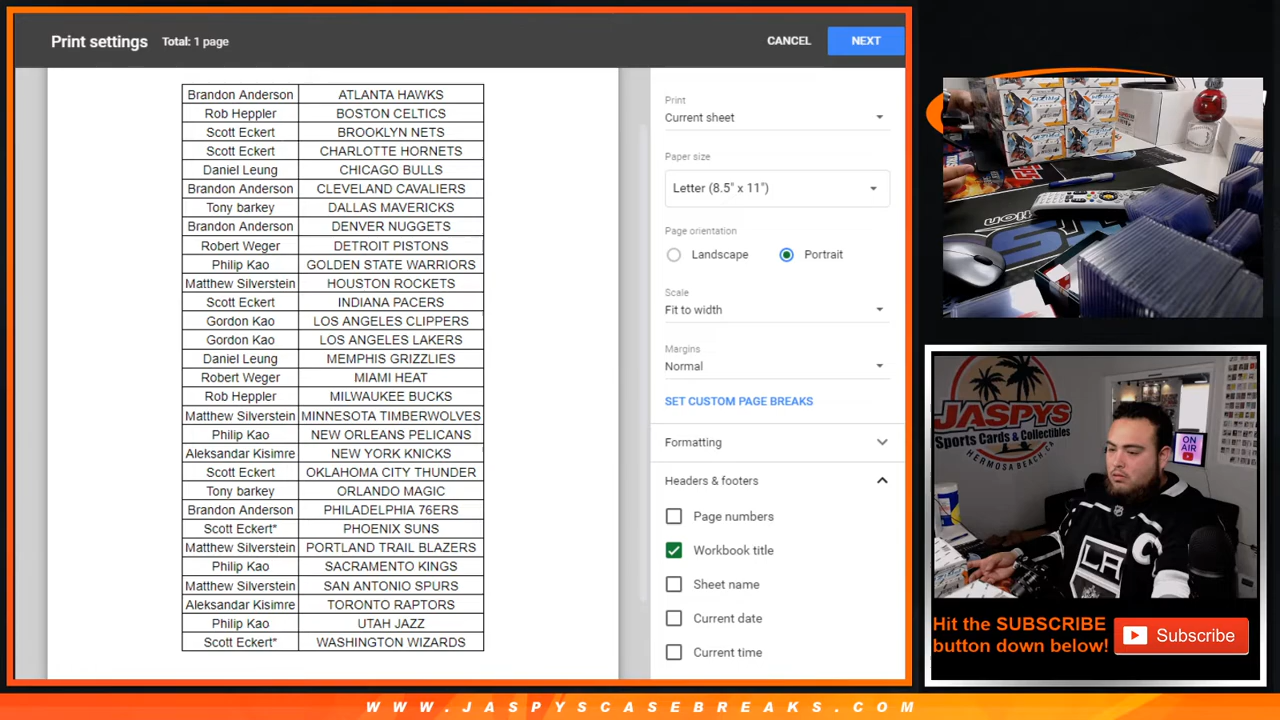 Print settings Total: 1 page CANCEL NEXT
Brandon Anderson ATLANTA HAWKS
Rob Heppler BOSTON CELTICS
Scott Eckert BROOKLYN NETS
Scott Eckert CHARLOTTE HORNETS
Daniel Leung CHICAGO BULLS
Brandon Anderson CLEVELAND CAVALIERS
Tony barkey DALLAS MAVERICKS
Brandon Anderson DENVER NUGGETS
Robert Weger DETROIT PISTONS
Philip Kao GOLDEN STATE WARRIORS
Matthew Silverstein HOUSTON ROCKETS
Scott Eckert INDIANA PACERS
Gordon Kao LOS ANGELES CLIPPERS
Gordon Kao LOS ANGELES LAKERS
Daniel Leung MEMPHIS GRIZZLIES
Robert Weger MIAMI HEAT
Rob Heppler MILWAUKEE BUCKS
Matthew Silverstein MINNESOTA TIMBERWOLVES
Philip Kao NEW ORLEANS PELICANS
Aleksandar Kisimre NEW YORK KNICKS
Scott Eckert OKLAHOMA CITY THUNDER
Tony barkey ORLANDO MAGIC
Brandon Anderson PHILADELPHIA 76ERS
Scott Eckert* PHOENIX SUNS
Matthew Silverstein PORTLAND TRAIL BLAZERS
Philip Kao SACRAMENTO KINGS
Matthew Silverstein SAN ANTONIO SPURS
Aleksandar Kisimre TORONTO RAPTORS
Philip Kao UTAH JAZZ
Scott Eckert* WASHINGTON WIZARDS
Print
Current sheet
Paper size
Letter (8.5" x 11")
Page orientation
Landscape Portrait
Scale
Fit to width
Margins
Normal
SET CUSTOM PAGE BREAKS
Formatting
Headers & footers
Page numbers
Workbook title
Sheet name
Current date
Current time
JASPYS
Sports Cards & Collectibles
HERMOSA BEACH, CA
ON
AIR
LA
C
Hit the SUBSCRIBE
button down below!
Subscribe
WWW.JASPYSCASEBREAKS.COM